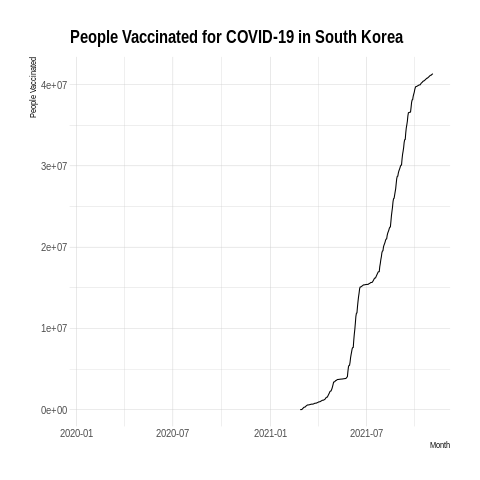 People Vaccinated for COVID-19 in South Korea
People Vaccinated
4e+07
3e+07
2e+07
1e+07
0e+00
2020-01 2020-07 2021-01 2021-07
Month